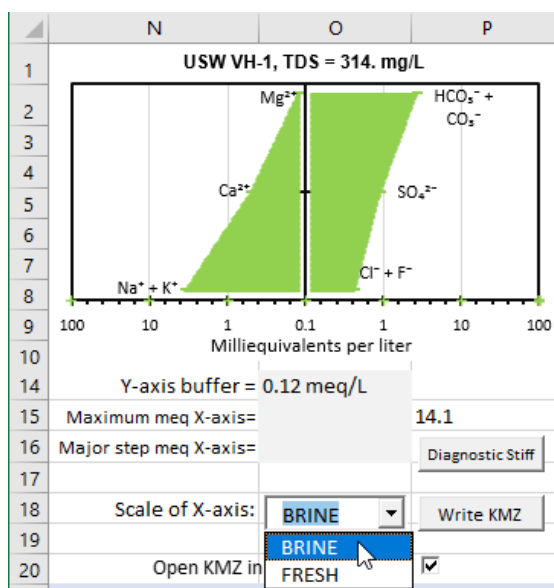 N O P
1 USW VH-1, TDS = 314. mg/L
2 Mg²⁺ HCO₃⁻ +
CO₃⁻
3
4
5 Ca²⁺ SO₄²⁻
6
7 Cl⁻ + F⁻
8 Na⁺ + K⁺
9 100 10 1 0.1 1 10 100
10 Milliequivalents per liter
14 Y-axis buffer = 0.12 meq/L
15 Maximum meq X-axis= 14.1
16 Major step meq X-axis= Diagnostic Stiff
17
18 Scale of X-axis: BRINE Write KMZ
19 BRINE
20 Open KMZ in FRESH